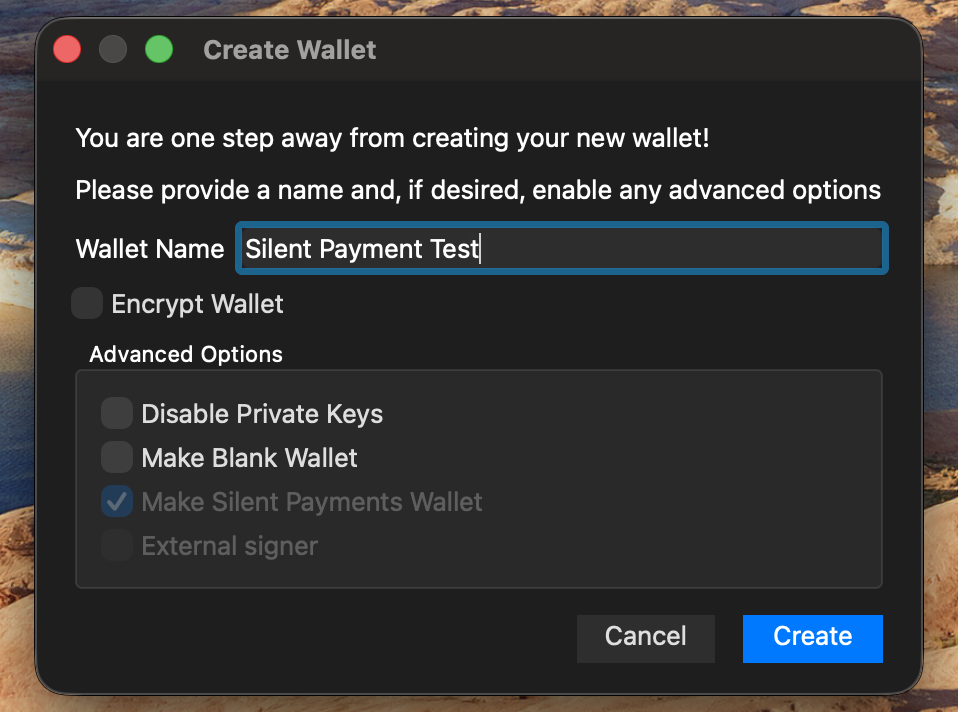 Create Wallet
You are one step away from creating your new wallet!
Please provide a name and, if desired, enable any advanced options
Wallet Name Silent Payment Test
Encrypt Wallet
Advanced Options
Disable Private Keys
Make Blank Wallet
Make Silent Payments Wallet
External signer
Cancel Create